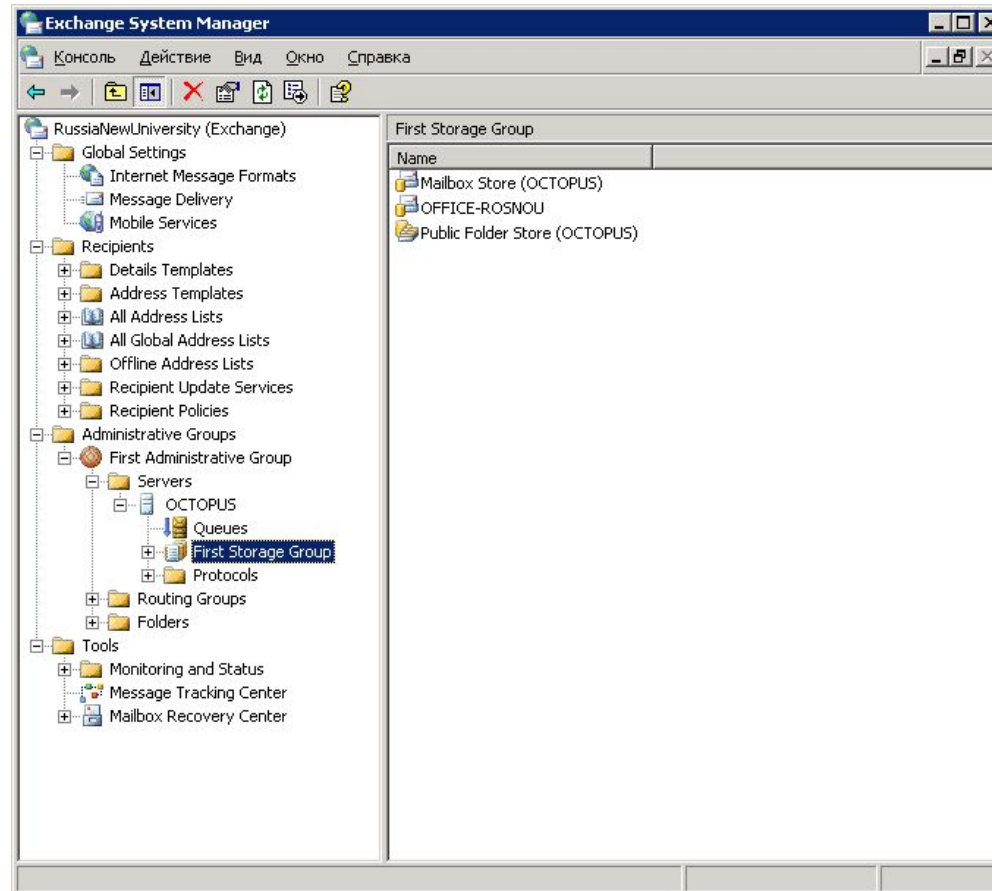 Exchange System Manager
Консоль Действие Вид Окно Справка
RussiaNewUniversity (Exchange)
Global Settings
Internet Message Formats
Message Delivery
Mobile Services
Recipients
Details Templates
Address Templates
All Address Lists
All Global Address Lists
Offline Address Lists
Recipient Update Services
Recipient Policies
Administrative Groups
First Administrative Group
Servers
OCTOPUS
Queues
First Storage Group
Protocols
Routing Groups
Folders
Tools
Monitoring and Status
Message Tracking Center
Mailbox Recovery Center
First Storage Group
Name
Mailbox Store (OCTOPUS)
OFFICE-ROSNOU
Public Folder Store (OCTOPUS)